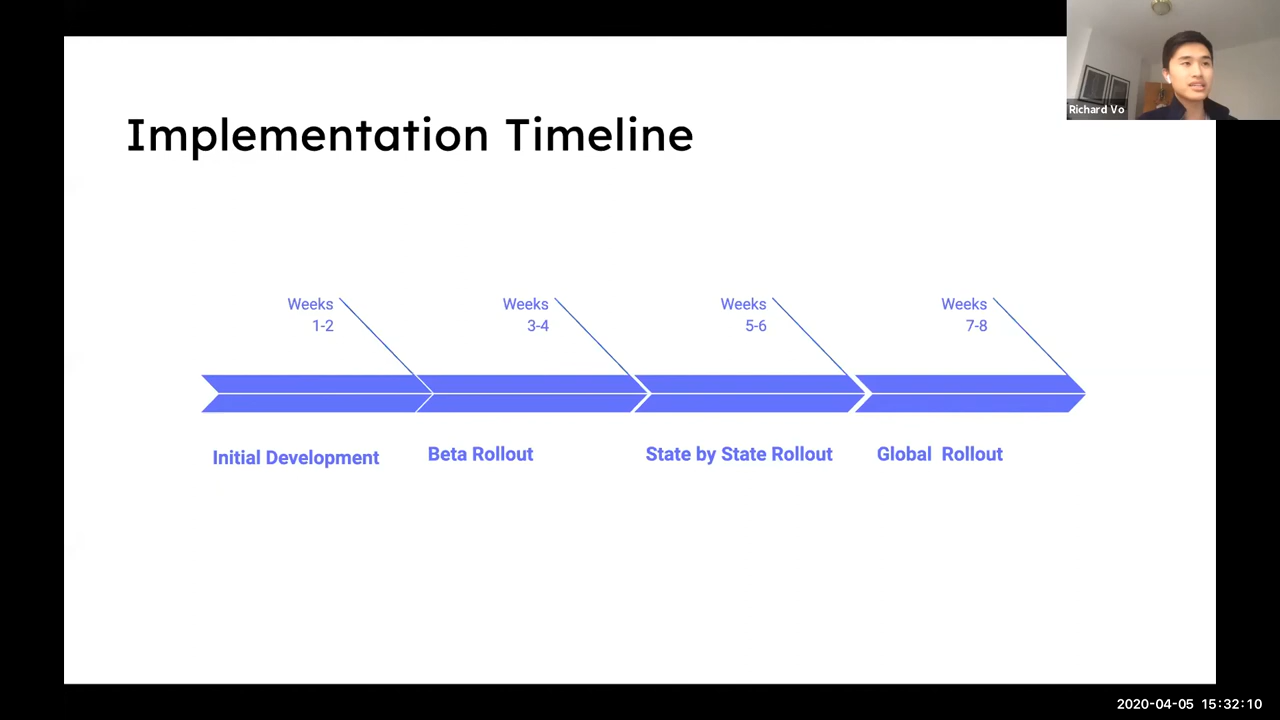 Implementation Timeline
Richard Vo
Weeks
1-2
Weeks
3-4
Weeks
5-6
Weeks
7-8
Initial Development
Beta Rollout
State by State Rollout
Global  Rollout
2020-04-05 15:32:10